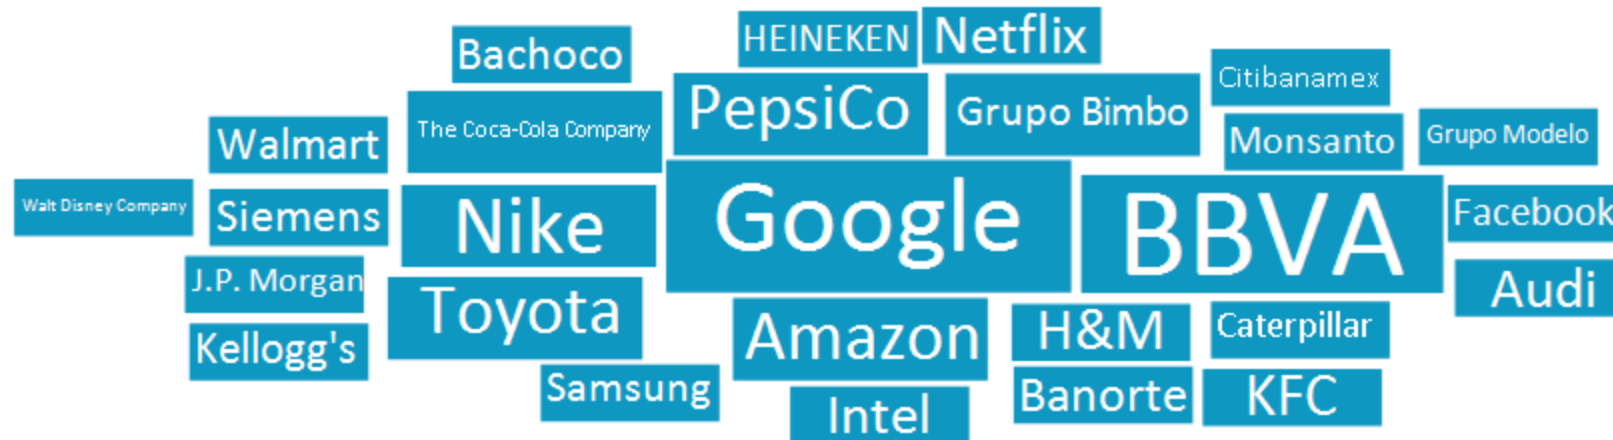 HEINEKEN
Netflix
Bachoco
Citibanamex
PepsiCo
Grupo Bimbo
The Coca-Cola Company
Walmart
Monsanto
Grupo Modelo
Walt Disney Company
Siemens
Nike
Google
BBVA
Facebook
J.P. Morgan
Audi
Toyota
Amazon
H&M
Caterpillar
Kellogg's
Samsung
Banorte
KFC
Intel